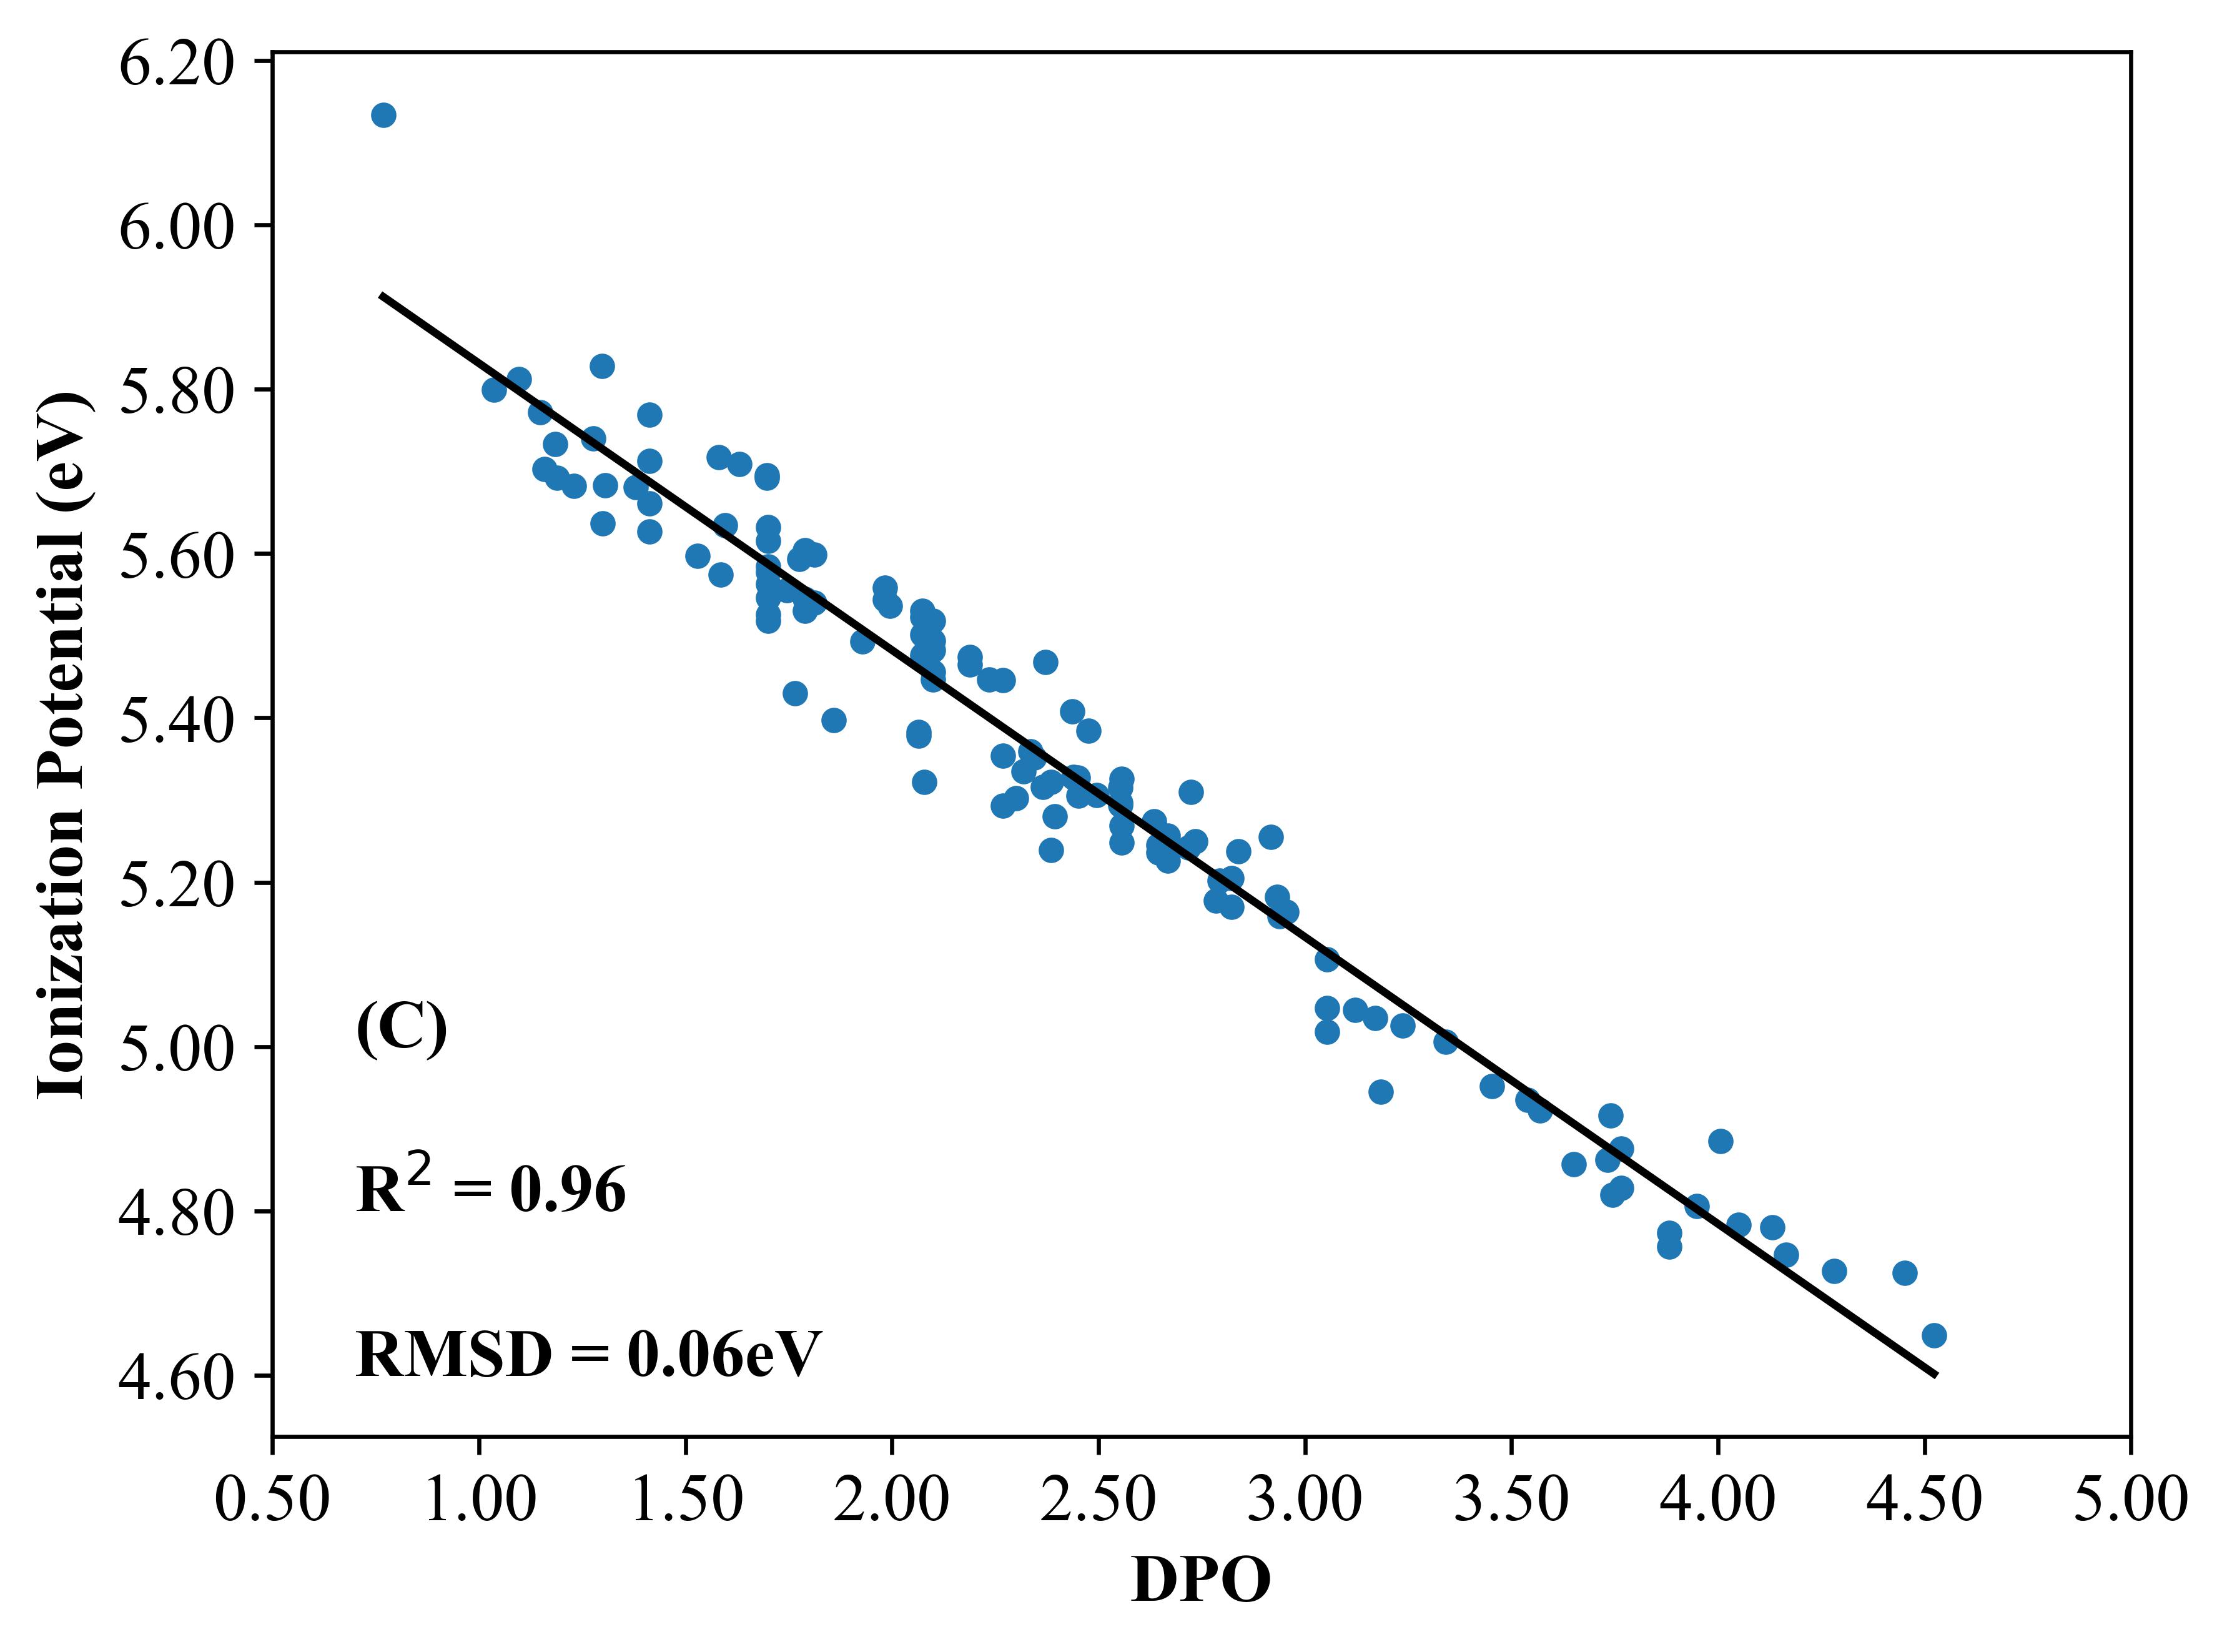 6.20
6.00
5.80
5.60
5.40
5.20
5.00
4.80
4.60
Ionization Potential (eV)
(C)
R² = 0.96
RMSD = 0.06eV
0.50 1.00 1.50 2.00 2.50 3.00 3.50 4.00 4.50 5.00
DPO